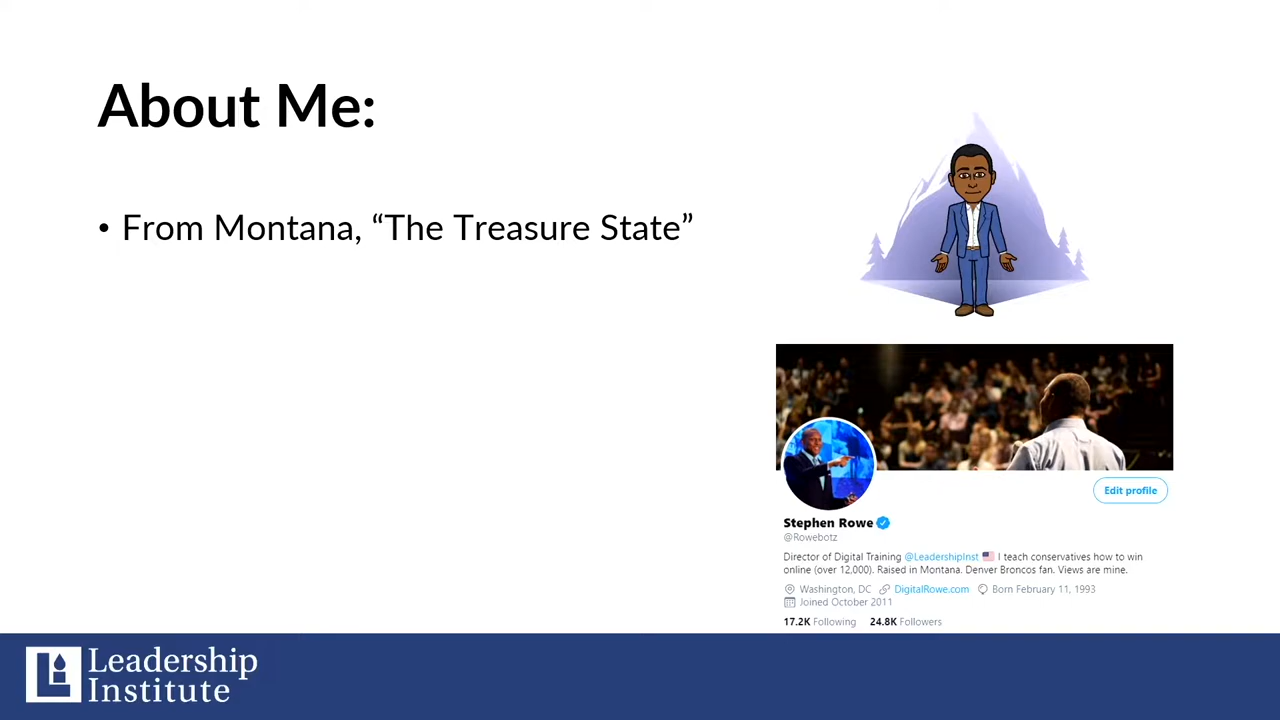 About Me:
• From Montana, “The Treasure State”
Edit profile
Stephen Rowe
@Rowebotz
Director of Digital Training @LeadershipInst 🇺🇸 I teach conservatives how to win
online (over 12,000). Raised in Montana. Denver Broncos fan. Views are mine.
Washington, DC DigitalRowe.com Born February 11, 1993
Joined October 2011
17.2K Following 24.8K Followers
Leadership
Institute